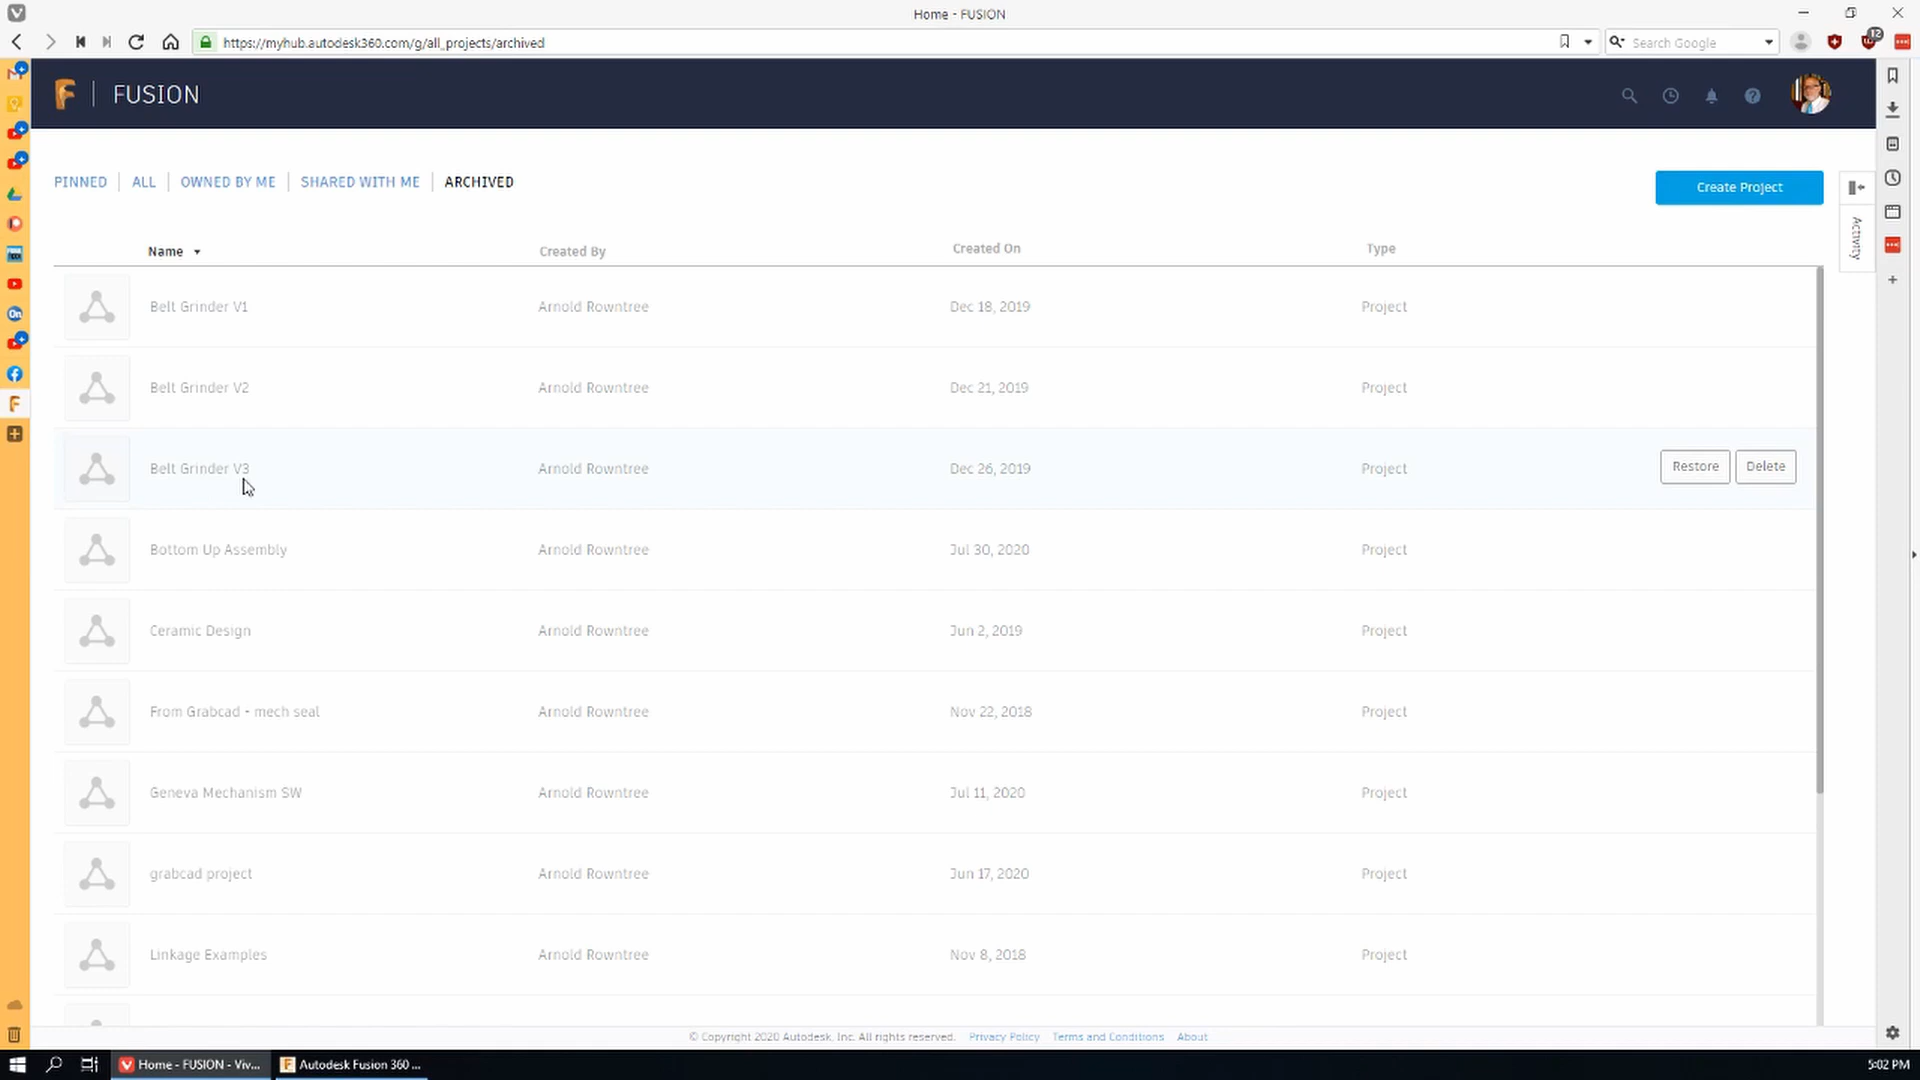 Home - FUSION
https://myhub.autodesk360.com/g/all_projects/archived
Search Google
12
FUSION
PINNED ALL OWNED BY ME SHARED WITH ME ARCHIVED
Create Project
Activity
Name Created By Created On Type
Belt Grinder V1 Arnold Rowntree Dec 18, 2019 Project
Belt Grinder V2 Arnold Rowntree Dec 21, 2019 Project
Belt Grinder V3 Arnold Rowntree Dec 26, 2019 Project Restore Delete
Bottom Up Assembly Arnold Rowntree Jul 30, 2020 Project
Ceramic Design Arnold Rowntree Jun 2, 2019 Project
From Grabcad - mech seal Arnold Rowntree Nov 22, 2018 Project
Geneva Mechanism SW Arnold Rowntree Jul 11, 2020 Project
grabcad project Arnold Rowntree Jun 17, 2020 Project
Linkage Examples Arnold Rowntree Nov 8, 2018 Project
© Copyright 2020 Autodesk, Inc. All rights reserved. Privacy Policy Terms and Conditions About
Home - FUSION - Viv... Autodesk Fusion 360 ... 5:02 PM